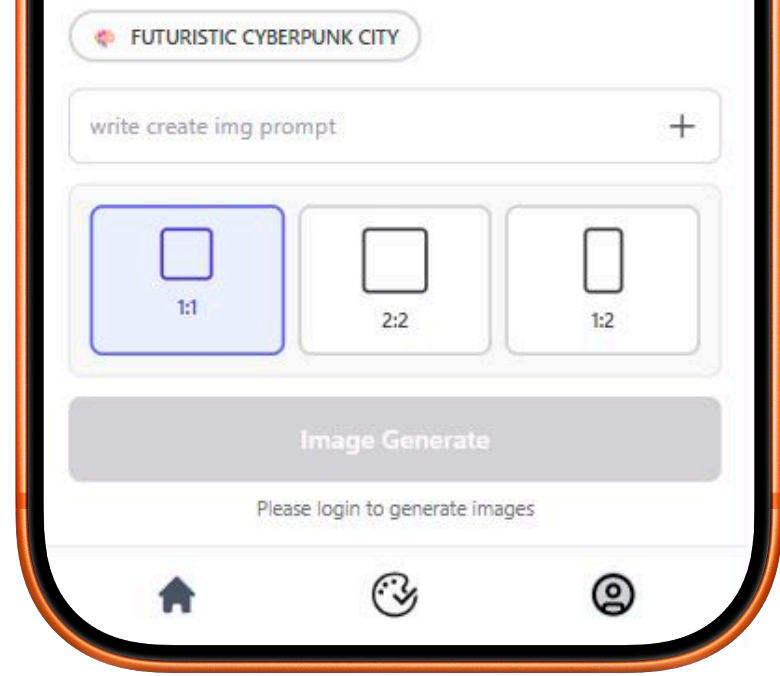 FUTURISTIC CYBERPUNK CITY
write create img prompt
1:1
2:2
1:2
Image Generate
Please login to generate images